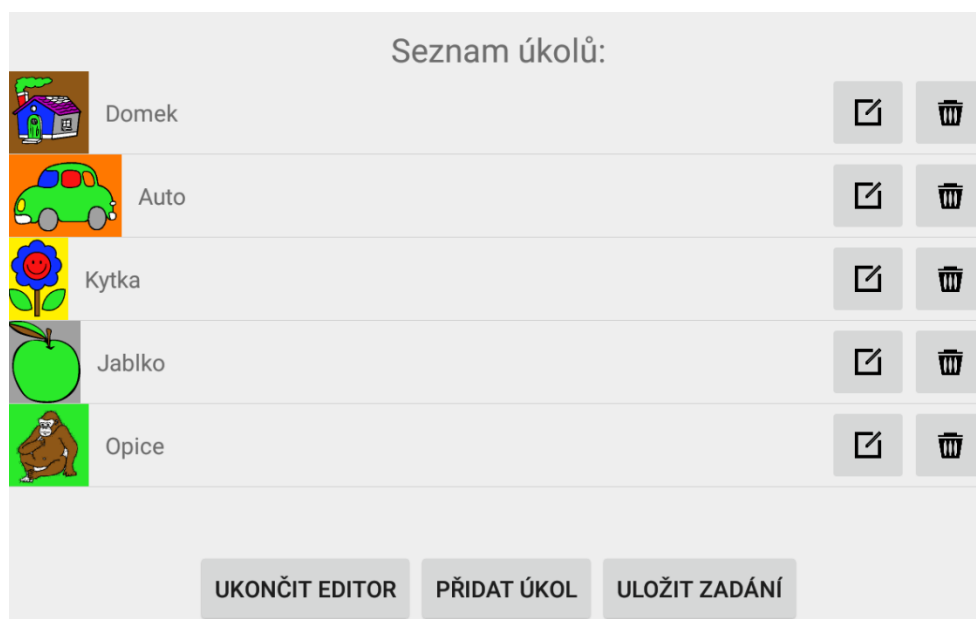 Seznam úkolů:
Domek
Auto
Kytka
Jablko
Opice
UKONČIT EDITOR PŘIDAT ÚKOL ULOŽIT ZADÁNÍ